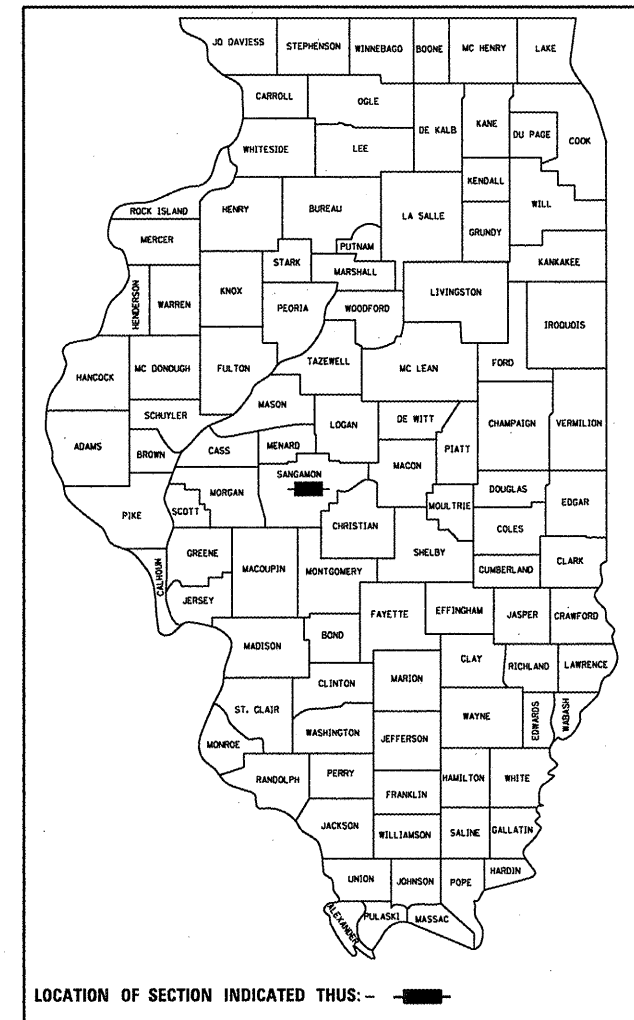 JO DAVIESS STEPHENSON WINNEBAGO BOONE MC HENRY LAKE
CARROLL OGLE DE KALB KANE DU PAGE COOK
WHITESIDE LEE KENDALL WILL
ROCK ISLAND HENRY BUREAU LA SALLE GRUNDY
MERCER PUTNAM KANKAKEE
STARK MARSHALL
HENDERSON WARREN KNOX PEORIA WOODFORD LIVINGSTON IROQUOIS
HANCOCK MC DONOUGH FULTON TAZEWELL MC LEAN FORD
SCHUYLER MASON LOGAN DE WITT CHAMPAIGN VERMILION
ADAMS BROWN CASS MENARD PIATT
SANGAMON MACON
PIKE SCOTT MORGAN CHRISTIAN MOULTRIE DOUGLAS EDGAR
COLES
GREENE MACOUPIN MONTGOMERY SHELBY CUMBERLAND CLARK
CALHOUN JERSEY FAYETTE EFFINGHAM JASPER CRAWFORD
MADISON BOND CLAY RICHLAND LAWRENCE
CLINTON MARION
ST. CLAIR WAYNE EDWARDS WABASH
MONROE WASHINGTON JEFFERSON
RANDOLPH PERRY HAMILTON WHITE
FRANKLIN
JACKSON WILLIAMSON SALINE GALLATIN
UNION JOHNSON POPE HARDIN
ALEXANDER PULASKI MASSAC
LOCATION OF SECTION INDICATED THUS: –